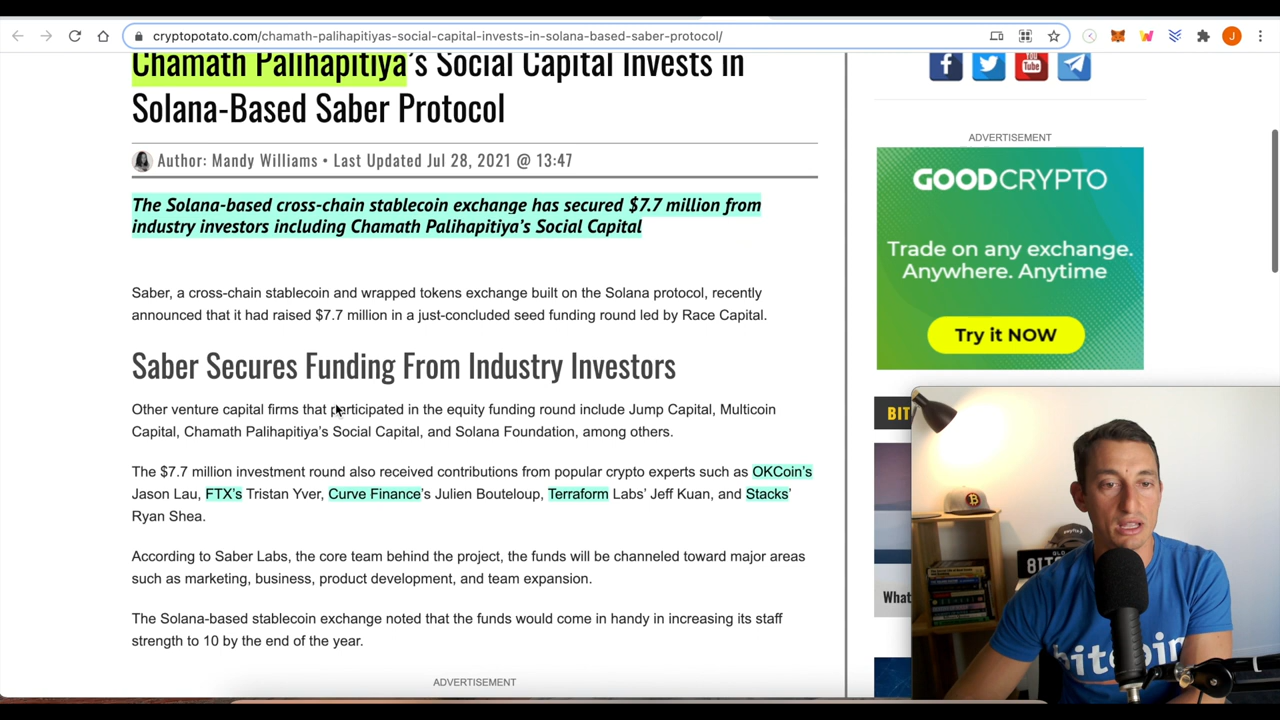 cryptopotato.com/chamath-palihapitiyas-social-capital-invests-in-solana-based-saber-protocol/
J
Chamath Palihapitiya's Social Capital Invests in
Solana-Based Saber Protocol
Author: Mandy Williams • Last Updated Jul 28, 2021 @ 13:47
The Solana-based cross-chain stablecoin exchange has secured $7.7 million from
industry investors including Chamath Palihapitiya's Social Capital
Saber, a cross-chain stablecoin and wrapped tokens exchange built on the Solana protocol, recently
announced that it had raised $7.7 million in a just-concluded seed funding round led by Race Capital.
Saber Secures Funding From Industry Investors
Other venture capital firms that participated in the equity funding round include Jump Capital, Multicoin
Capital, Chamath Palihapitiya's Social Capital, and Solana Foundation, among others.
The $7.7 million investment round also received contributions from popular crypto experts such as OKCoin's
Jason Lau, FTX's Tristan Yver, Curve Finance's Julien Bouteloup, Terraform Labs' Jeff Kuan, and Stacks'
Ryan Shea.
According to Saber Labs, the core team behind the project, the funds will be channeled toward major areas
such as marketing, business, product development, and team expansion.
The Solana-based stablecoin exchange noted that the funds would come in handy in increasing its staff
strength to 10 by the end of the year.
ADVERTISEMENT
You Tube
ADVERTISEMENT
GOODCRYPTO
Trade on any exchange.
Anywhere. Anytime
Try it NOW
BIT
What
8IT
bitcoin